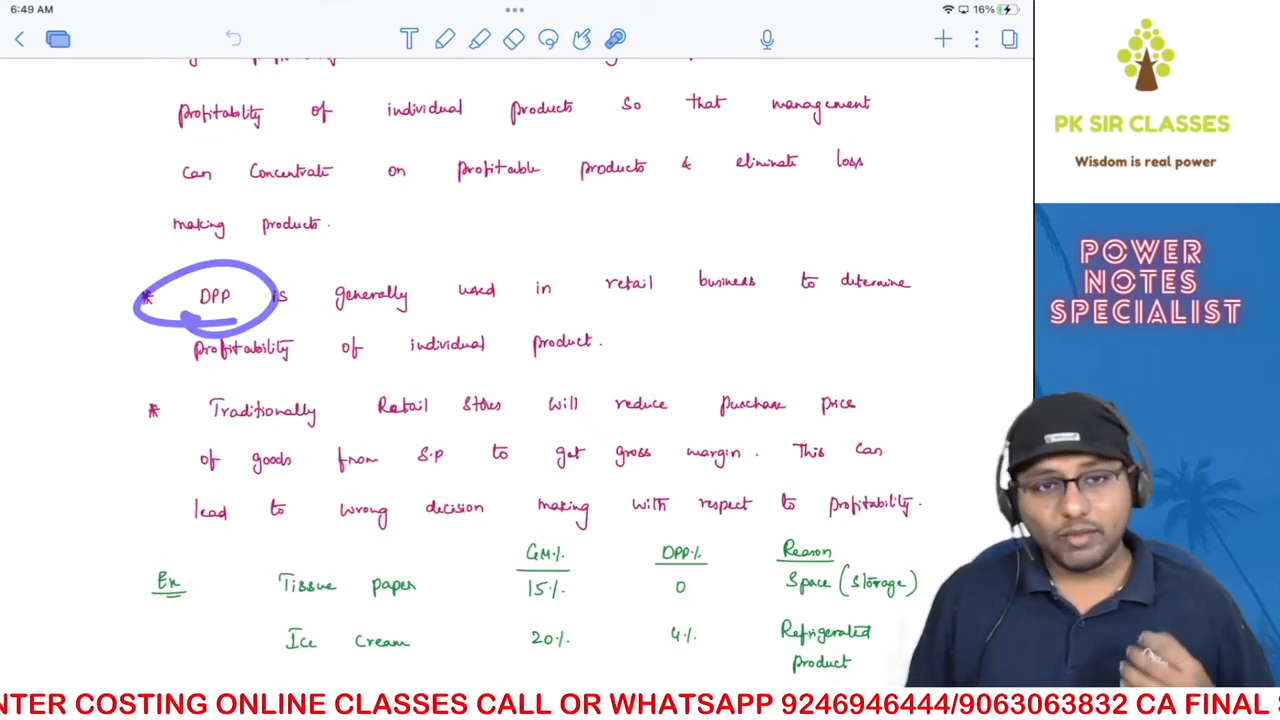 6:49 AM
16%
Profitability of individual products so that management
can concentrate on profitable products & eliminate loss
making products.
* DPP is generally used in retail business to determine
Profitability of individual product.
* Traditionally Retail Stores will reduce purchase price
of goods from S.P to get gross margin. This can
lead to wrong decision making with respect to profitability.
GM% DPP% Reason
Ex Tissue paper 15% 0 Space (Storage)
Ice Cream 20% 4% Refrigerated
product
PK SIR CLASSES
Wisdom is real power
POWER
NOTES
SPECIALIST
NTER COSTING ONLINE CLASSES CALL OR WHATSAPP 9246946444/9063063832 CA FINAL